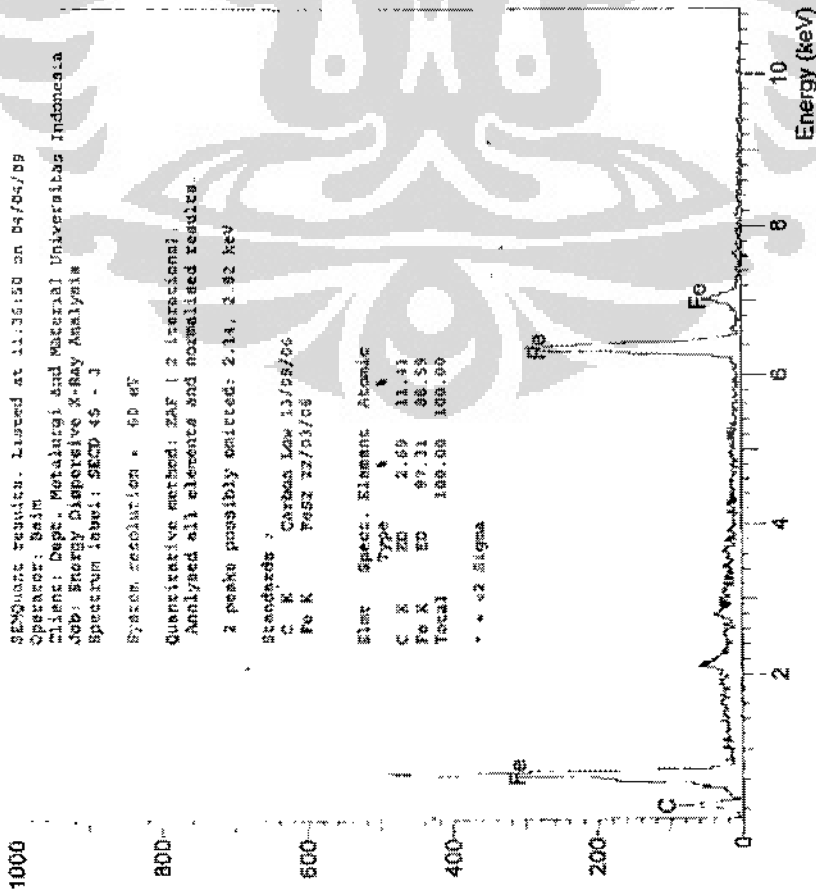 SEMQuant results. Listed at 11:36:50 on 04/04/09
Operator: Selm
Client: Dept. Metalurgi and Material Universitas Indonesia
Job: Energy Dispersive X-Ray Analysis
Spectrum label: SECD 45 - 3
System resolution = 60 eV
Quantitative method: ZAF ( 2 iterations).
Analysed all elements and normalised results.
2 peaks possibly omitted: 2.14, 2.82 keV
Standards :
C K Carbon Low
Fe K
Elmt Spect. Element Atomic
Type % %
C K ED 2.69 11.41
Fe K ED 97.31 88.59
Total 100.00 100.00
* = <2 Sigma
1000
800
600
400
200
0
C
Fe
Fe
Fe
2
4
6
8
10
Energy (keV)